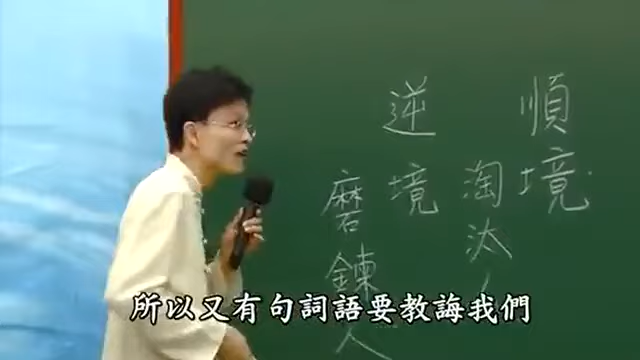 順境
淘汰人
逆境
磨鍊人
所以又有句詞語要教誨我們